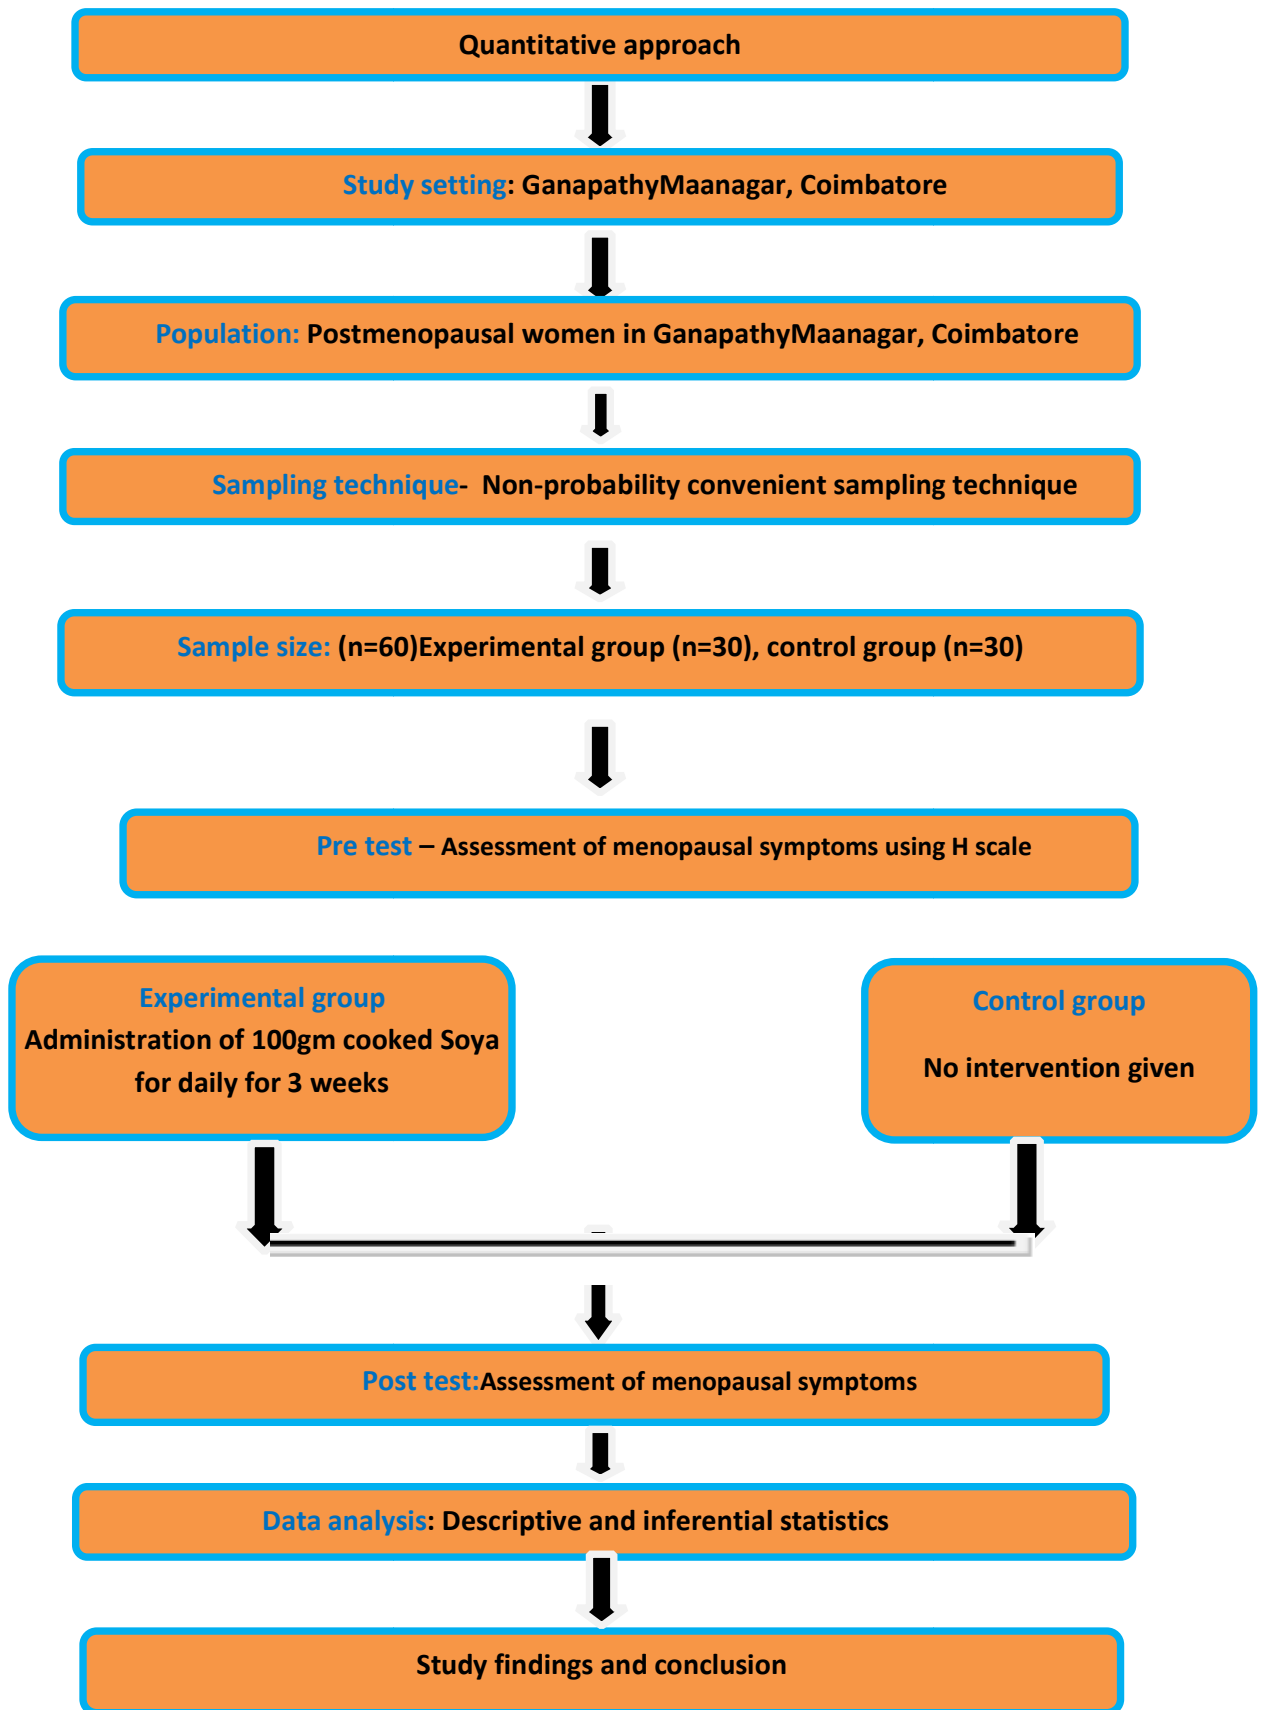 Quantitative approach
Study setting: GanapathyMaanagar, Coimbatore
Population: Postmenopausal women in GanapathyMaanagar, Coimbatore
Sampling technique- Non-probability convenient sampling technique
Sample size: (n=60)Experimental group (n=30), control group (n=30)
Pre test – Assessment of menopausal symptoms using H scale
Experimental group
Administration of 100gm cooked Soya
for daily for 3 weeks
Control group
No intervention given
Post test:Assessment of menopausal symptoms
Data analysis: Descriptive and inferential statistics
Study findings and conclusion